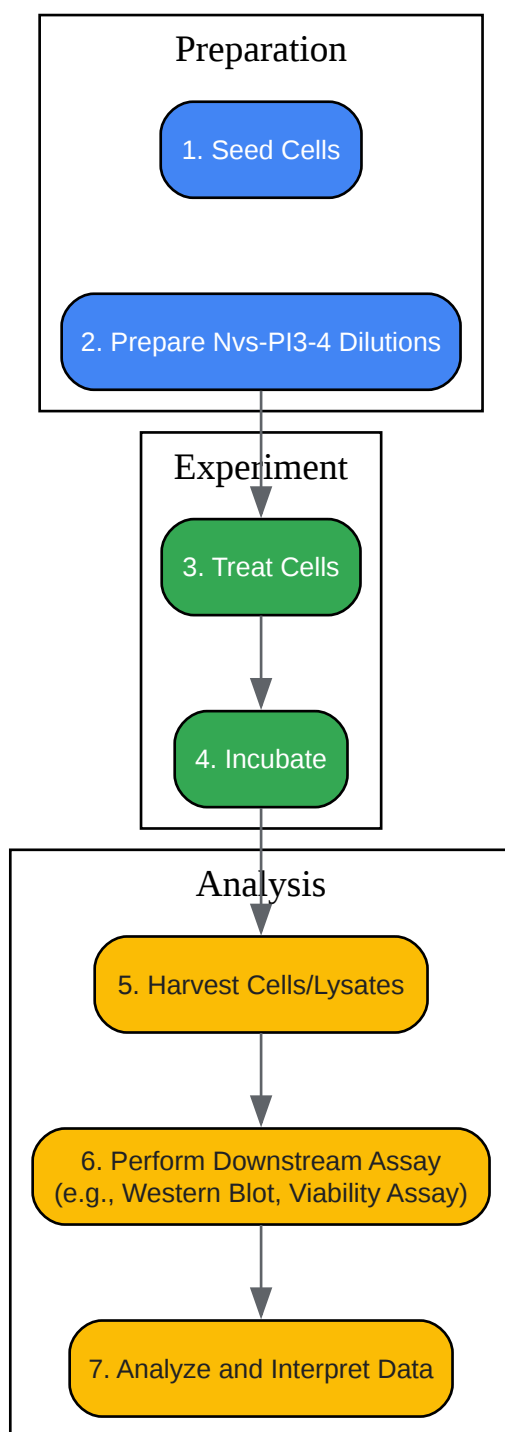 Preparation
1. Seed Cells
2. Prepare Nvs-PI3-4 Dilutions
Experiment
3. Treat Cells
4. Incubate
Analysis
5. Harvest Cells/Lysates
6. Perform Downstream Assay
(e.g., Western Blot, Viability Assay)
7. Analyze and Interpret Data